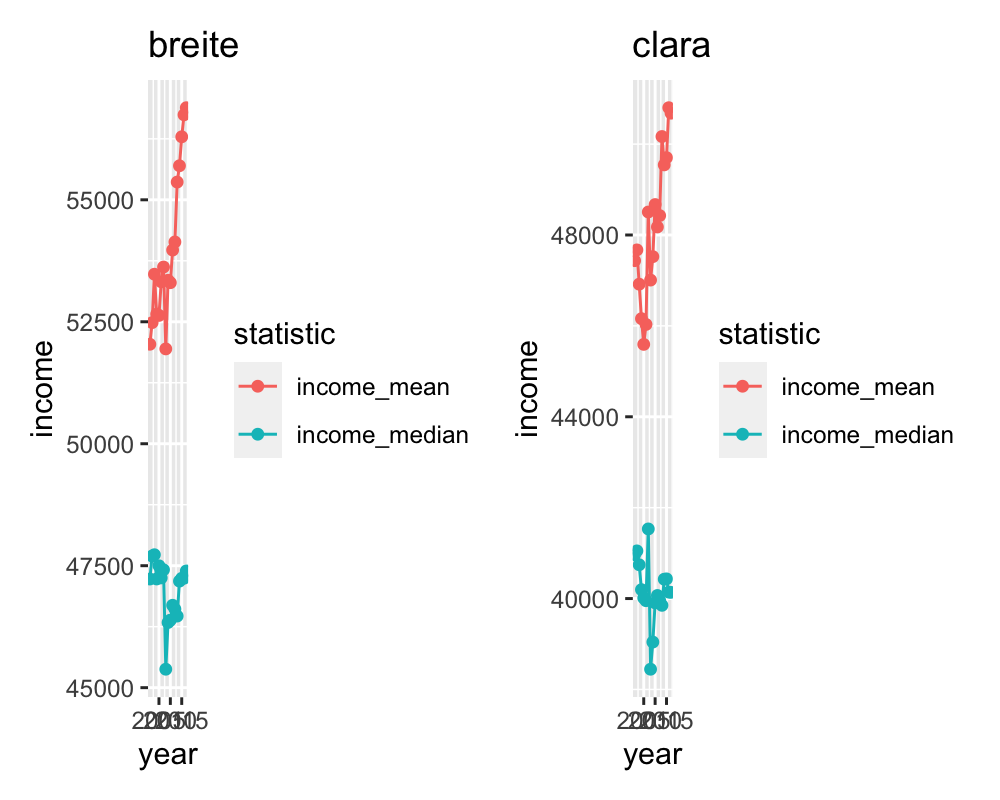 breite
55000
52500
50000
47500
45000
income
year
statistic
income_mean
income_median
clara
48000
44000
40000
income
year
statistic
income_mean
income_median